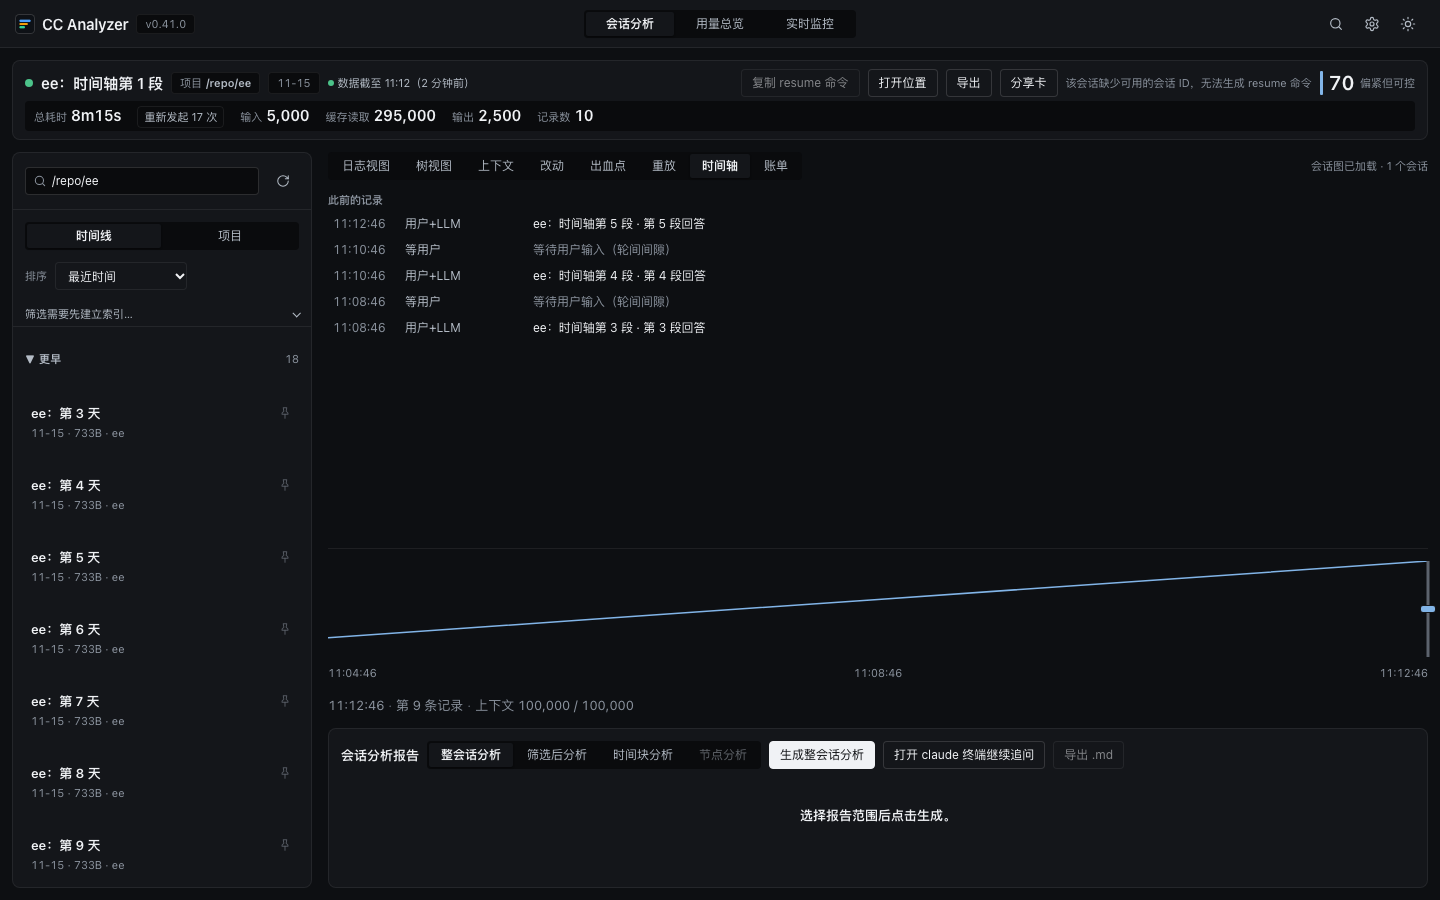 CC Analyzer v0.41.0 会话分析 用量总览 实时监控
ee：时间轴第 1 段 项目 /repo/ee 11-15 数据截至 11:12（2 分钟前） 复制 resume 命令 打开位置 导出 分享卡 该会话缺少可用的会话 ID，无法生成 resume 命令 70 偏紧但可控
总耗时 8m15s 重新发起 17 次 输入 5,000 缓存读取 295,000 输出 2,500 记录数 10
/repo/ee
时间线 项目
排序 最近时间
筛选需要先建立索引...
▼ 更早 18
ee：第 3 天
11-15 · 733B · ee
ee：第 4 天
11-15 · 733B · ee
ee：第 5 天
11-15 · 733B · ee
ee：第 6 天
11-15 · 733B · ee
ee：第 7 天
11-15 · 733B · ee
ee：第 8 天
11-15 · 733B · ee
ee：第 9 天
11-15 · 733B · ee
日志视图 树视图 上下文 改动 出血点 重放 时间轴 账单 会话图已加载 · 1 个会话
此前的记录
11:12:46 用户+LLM ee：时间轴第 5 段 · 第 5 段回答
11:10:46 等用户 等待用户输入（轮间间隙）
11:10:46 用户+LLM ee：时间轴第 4 段 · 第 4 段回答
11:08:46 等用户 等待用户输入（轮间间隙）
11:08:46 用户+LLM ee：时间轴第 3 段 · 第 3 段回答
11:04:46 11:08:46 11:12:46
11:12:46 · 第 9 条记录 · 上下文 100,000 / 100,000
会话分析报告 整会话分析 筛选后分析 时间块分析 节点分析 生成整会话分析 打开 claude 终端继续追问 导出 .md
选择报告范围后点击生成。